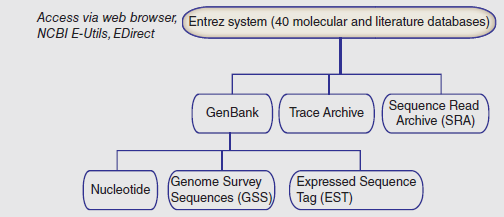 Access via web browser,
NCBI E-Utils, EDirect
Entrez system (40 molecular and literature databases)
GenBank
Trace Archive
Sequence Read
Archive (SRA)
Nucleotide
Genome Survey
Sequences (GSS)
Expressed Sequence
Tag (EST)